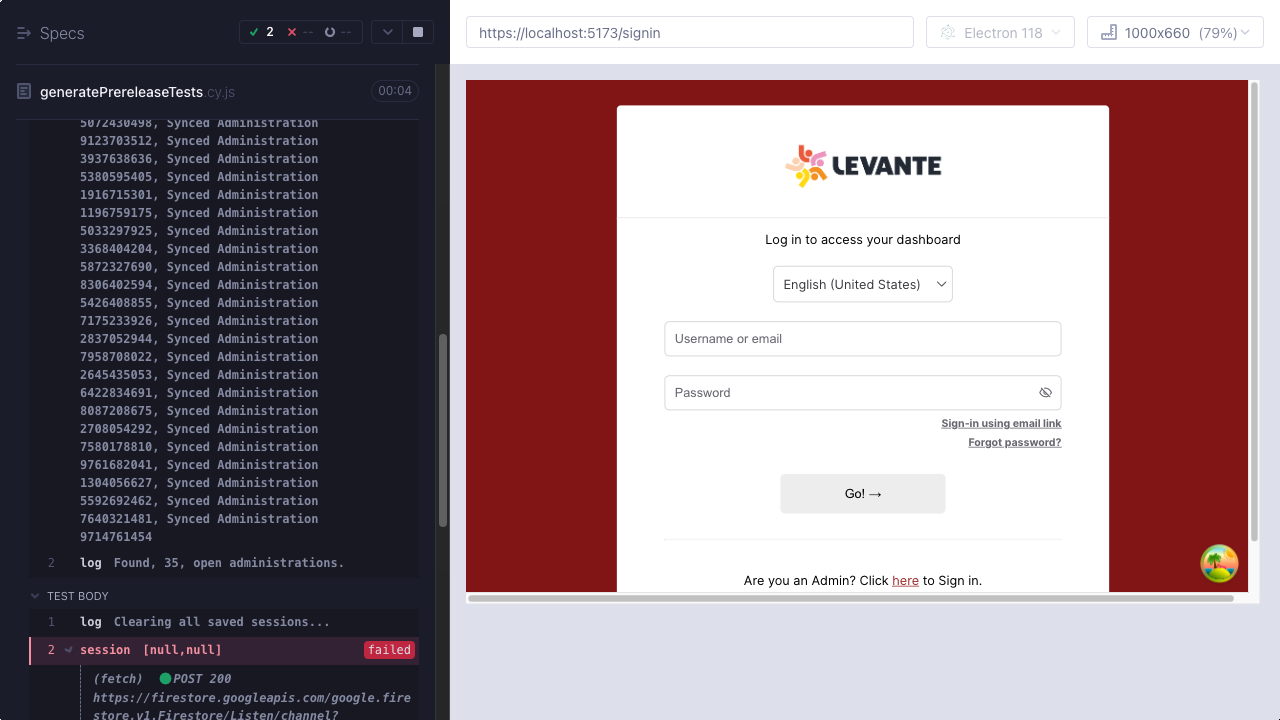 Specs
2
--
--
generatePrereleaseTests.cy.js
00:04
5072430498, Synced Administration
9123703512, Synced Administration
3937638636, Synced Administration
5389595405, Synced Administration
1916715301, Synced Administration
1196759175, Synced Administration
5033297925, Synced Administration
3368404204, Synced Administration
5872327690, Synced Administration
8306402594, Synced Administration
5426408855, Synced Administration
7175233926, Synced Administration
2837052944, Synced Administration
7958708022, Synced Administration
2645435053, Synced Administration
6422834691, Synced Administration
8087208675, Synced Administration
2708054292, Synced Administration
7580178810, Synced Administration
9761682041, Synced Administration
1304056627, Synced Administration
5592692462, Synced Administration
7640321481, Synced Administration
9714761454
2 log Found, 35, open administrations.
TEST BODY
1 log Clearing all saved sessions...
2 session [null,null] failed
(fetch) POST 200
https://firestore.googleapis.com/google.fire
store.v1.Firestore/Listen/channel?
https://localhost:5173/signin
Electron 118
1000x660 (79%)
LEVANTE
Log in to access your dashboard
English (United States)
Username or email
Password
Sign-in using email link
Forgot password?
Go! →
Are you an Admin? Click here to Sign in.